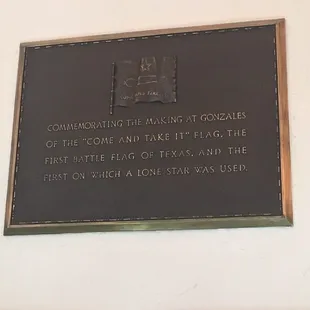 COMMEMORATING THE MAKING AT GONZALES
OF THE "COME AND TAKE IT" FLAG, THE
FIRST BATTLE FLAG OF TEXAS, AND THE
FIRST ON WHICH A LONE STAR WAS USED.